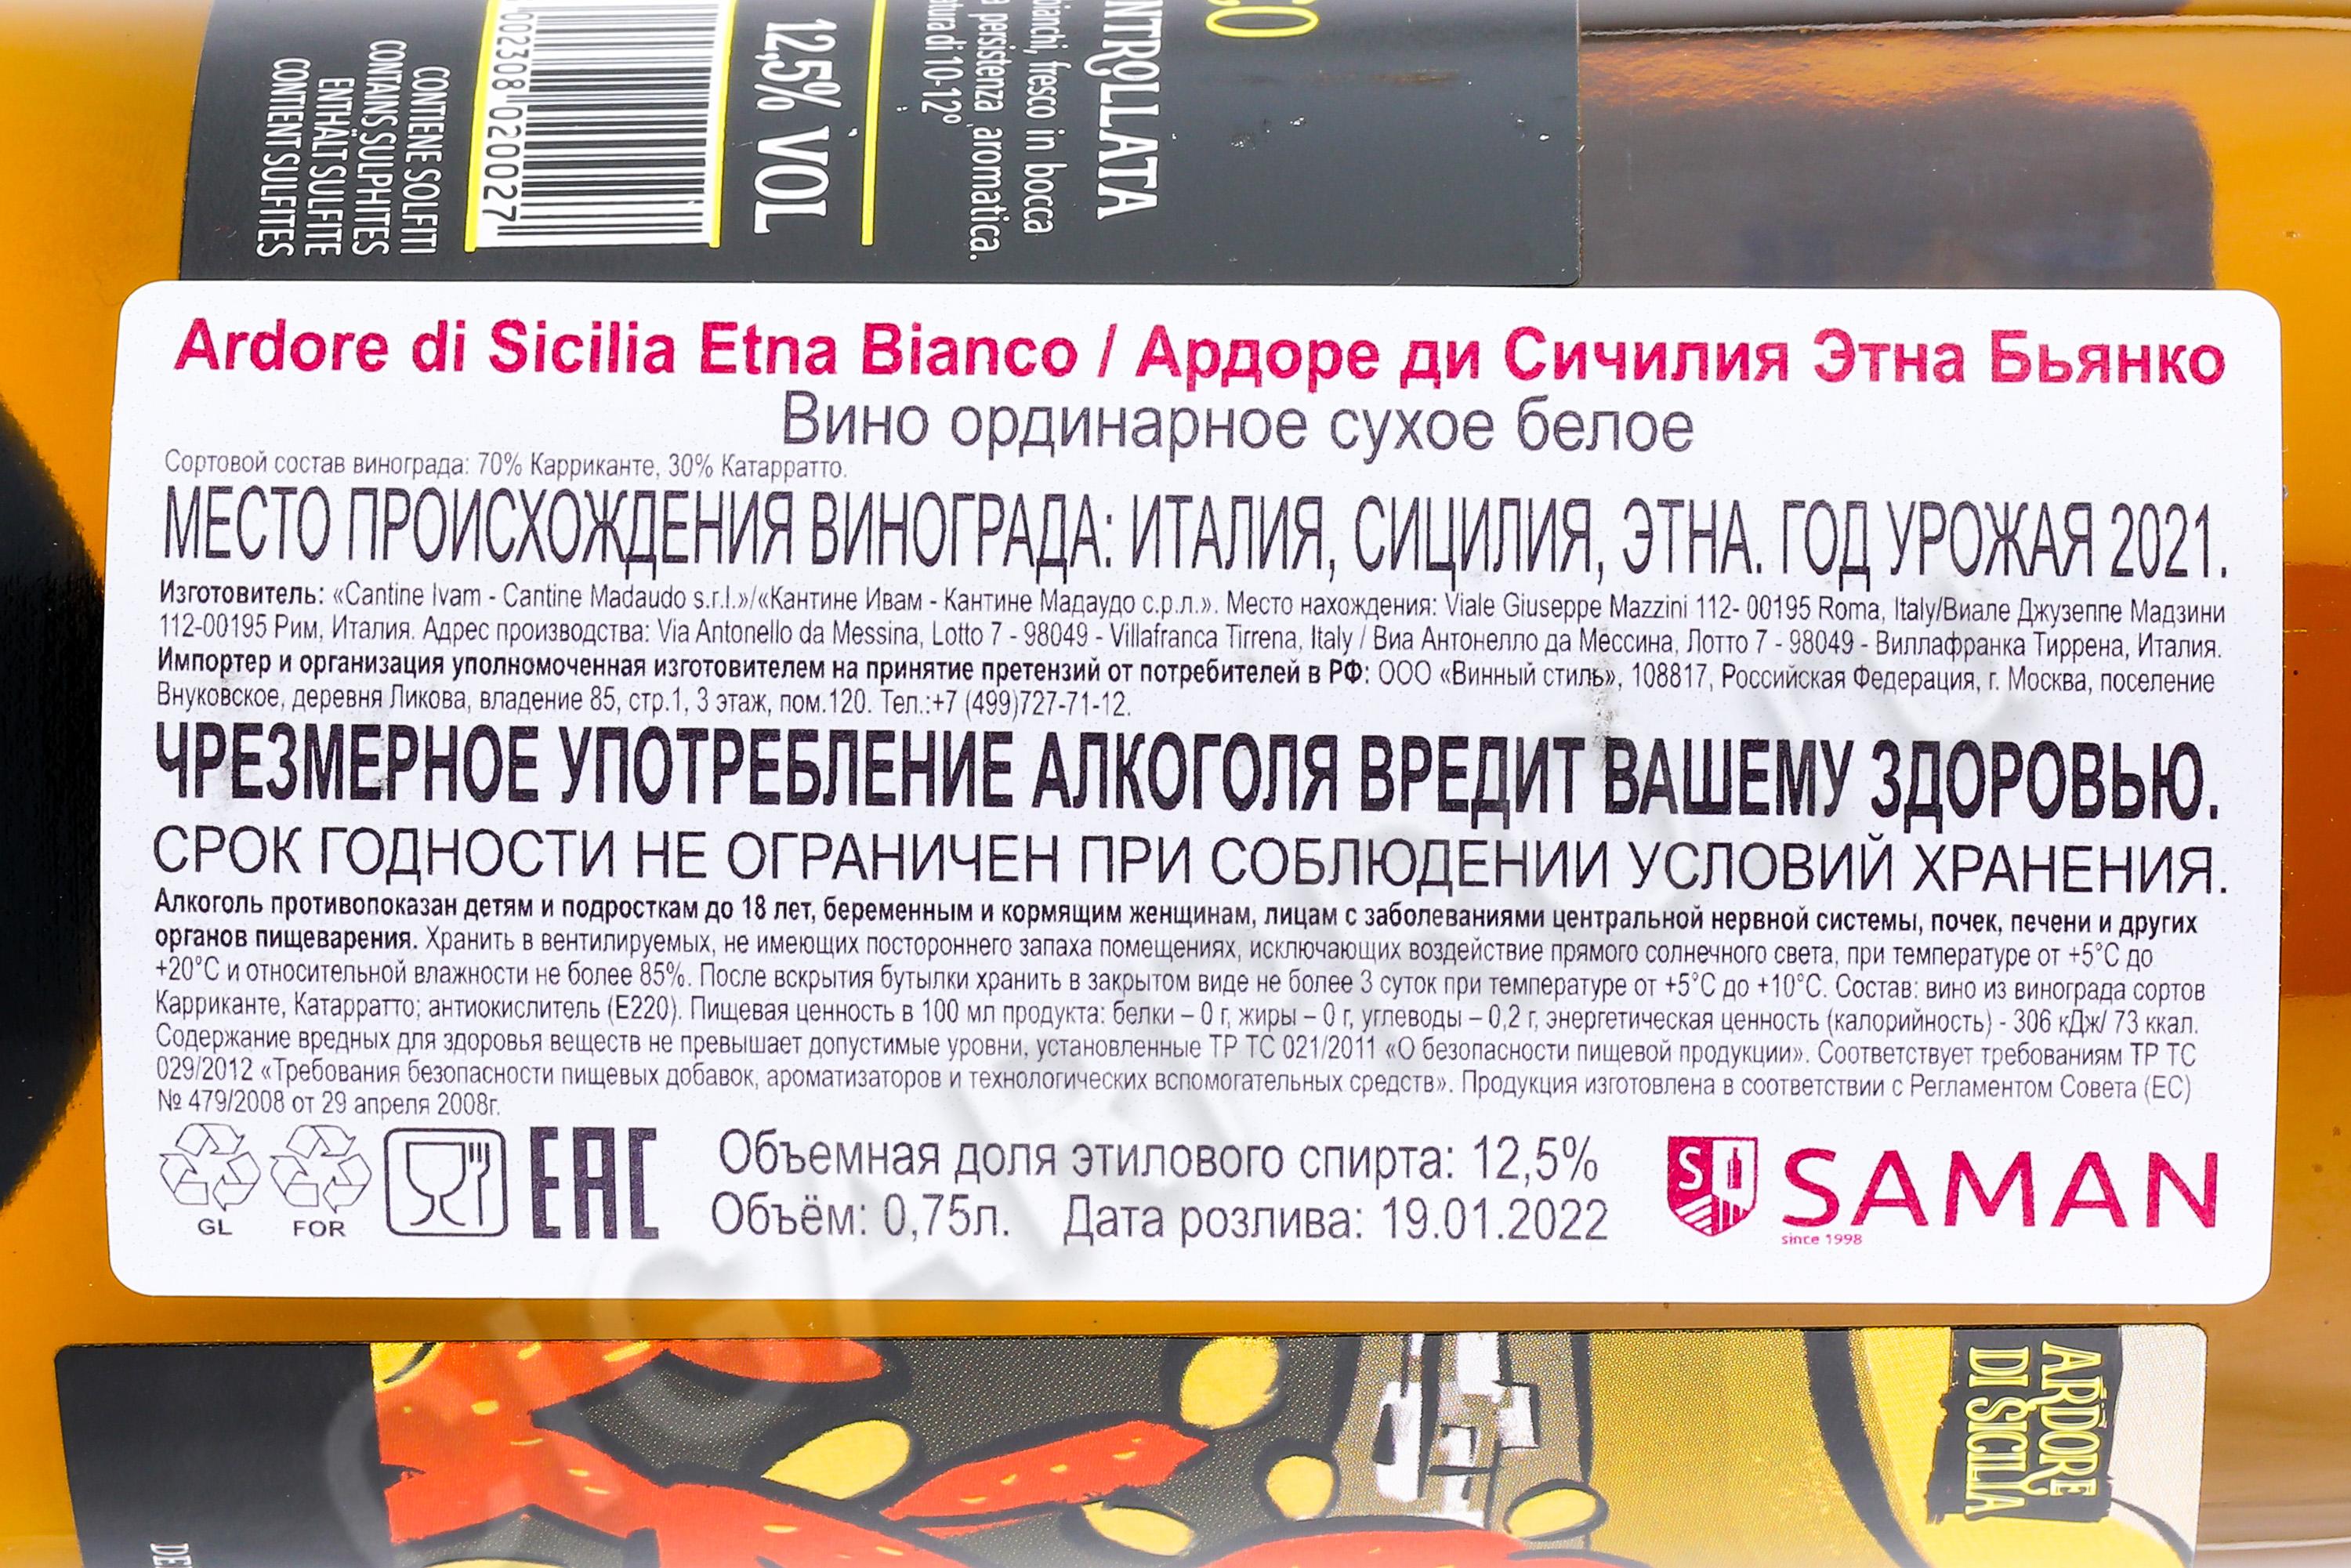 CONTIENE SOLFITI
CONTAINS SULPHITES
ENTHÄLT SULFITE
CONTIENT SULFITES
002308 020027
12,5% VOL
fresco in bocca
persistenza aromatica.
di 10-12°
Ardore di Sicilia Etna Bianco / Ардоре ди Сичилия Этна Бьянко
Вино ординарное сухое белое
Сортовой состав винограда: 70% Карриканте, 30% Катарратто.
МЕСТО ПРОИСХОЖДЕНИЯ ВИНОГРАДА: ИТАЛИЯ, СИЦИЛИЯ, ЭТНА. ГОД УРОЖАЯ 2021.
Изготовитель: «Cantine Ivam - Cantine Madaudo s.r.l.»/«Кантине Ивам - Кантине Мадаудо с.р.л.». Место нахождения: Viale Giuseppe Mazzini 112- 00195 Roma, Italy/Виале Джузеппе Мадзини
112-00195 Рим, Италия. Адрес производства: Via Antonello da Messina, Lotto 7 - 98049 - Villafranca Tirrena, Italy / Виа Антонелло да Мессина, Лотто 7 - 98049 - Виллафранка Тиррена, Италия.
Импортер и организация уполномоченная изготовителем на принятие претензий от потребителей в РФ: ООО «Винный стиль», 108817, Российская Федерация, г. Москва, поселение
Внуковское, деревня Ликова, владение 85, стр.1, 3 этаж, пом.120. Тел.:+7 (499)727-71-12.
ЧРЕЗМЕРНОЕ УПОТРЕБЛЕНИЕ АЛКОГОЛЯ ВРЕДИТ ВАШЕМУ ЗДОРОВЬЮ.
СРОК ГОДНОСТИ НЕ ОГРАНИЧЕН ПРИ СОБЛЮДЕНИИ УСЛОВИЙ ХРАНЕНИЯ.
Алкоголь противопоказан детям и подросткам до 18 лет, беременным и кормящим женщинам, лицам с заболеваниями центральной нервной системы, почек, печени и других
органов пищеварения. Хранить в вентилируемых, не имеющих постороннего запаха помещениях, исключающих воздействие прямого солнечного света, при температуре от +5°С до
+20°С и относительной влажности не более 85%. После вскрытия бутылки хранить в закрытом виде не более 3 суток при температуре от +5°С до +10°С. Состав: вино из винограда сортов
Карриканте, Катарратто; антиокислитель (Е220). Пищевая ценность в 100 мл продукта: белки – 0 г, жиры – 0 г, углеводы – 0,2 г, энергетическая ценность (калорийность) - 306 кДж/ 73 ккал.
Содержание вредных для здоровья веществ не превышает допустимые уровни, установленные ТР ТС 021/2011 «О безопасности пищевой продукции». Соответствует требованиям ТР ТС
029/2012 «Требования безопасности пищевых добавок, ароматизаторов и технологических вспомогательных средств». Продукция изготовлена в соответствии с Регламентом Совета (ЕС)
№ 479/2008 от 29 апреля 2008г.
GL
FOR
EAC
Объемная доля этилового спирта: 12,5%
Объём: 0,75л. Дата розлива: 19.01.2022
SAMAN
since 1998
ARDORE
DI SICILIA